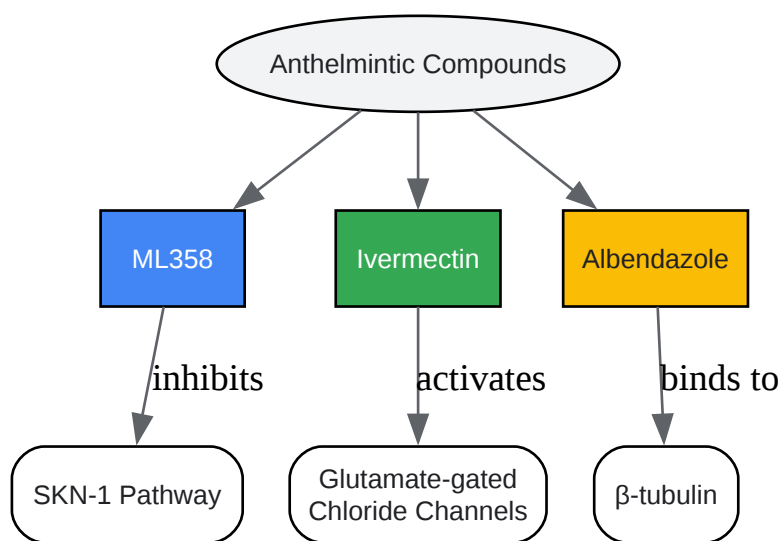 Anthelmintic Compounds
ML358
Ivermectin
Albendazole
inhibits
activates
binds to
SKN-1 Pathway
Glutamate-gated
Chloride Channels
β-tubulin